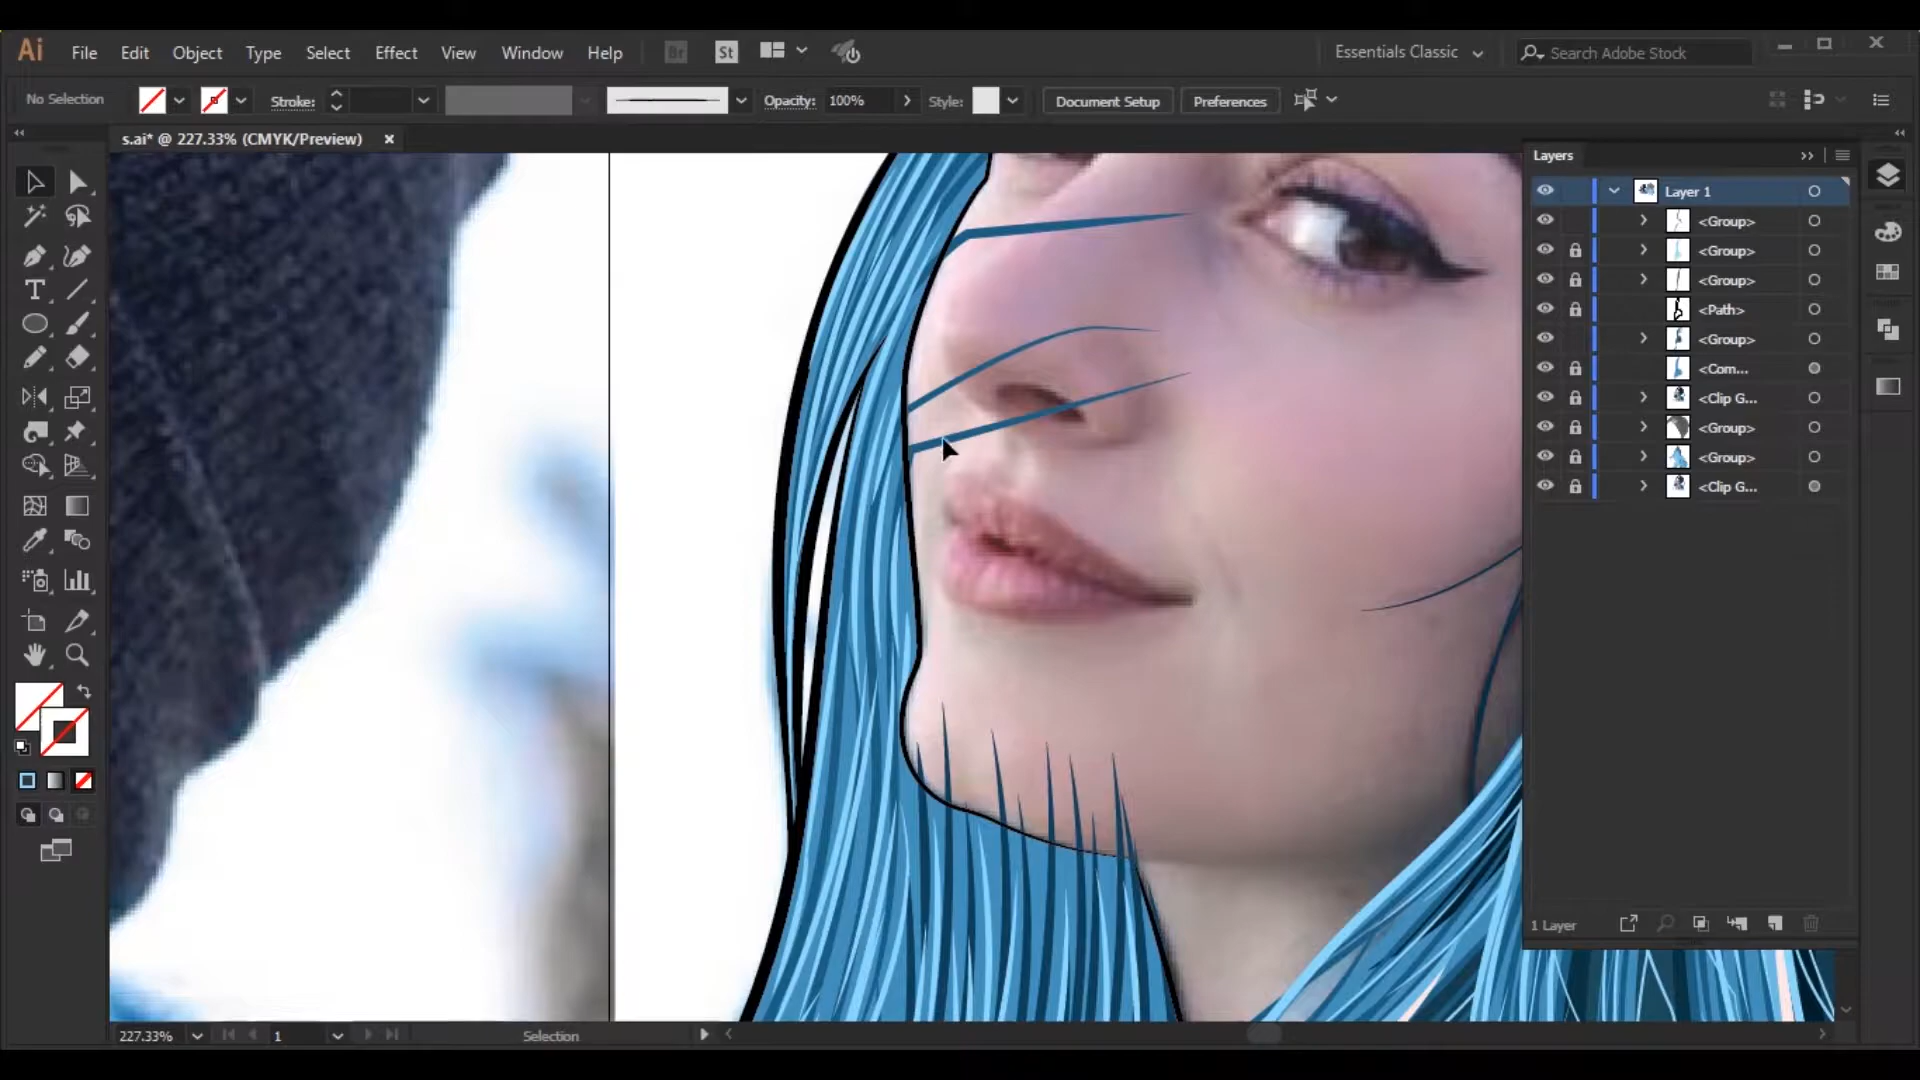 Ai File Edit Object Type Select Effect View Window Help Br St Essentials Classic Search Adobe Stock
No Selection Stroke: Opacity: 100% Style: Document Setup Preferences
s.ai* @ 227.33% (CMYK/Preview)
Layers
Layer 1
<Group>
<Group>
<Group>
<Path>
<Group>
<Com...
<Clip G...
<Group>
<Group>
<Clip G...
1 Layer
227.33% 1 Selection